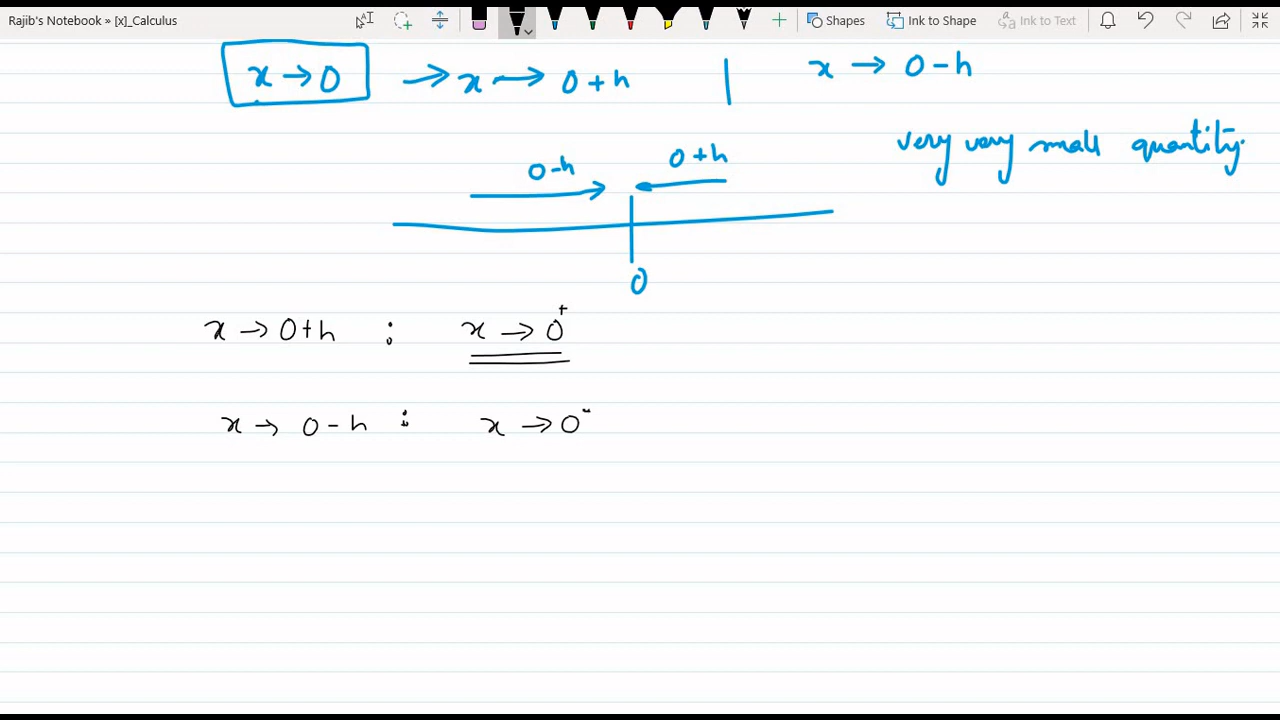 Rajib's Notebook » [x]_Calculus Shapes Ink to Shape Ink to Text
x → 0 → x → 0 + h | x → 0 - h
very very small quantity.
0-h 0+h
0
x → 0+h : x → 0⁺
x → 0 - h : x → 0⁻